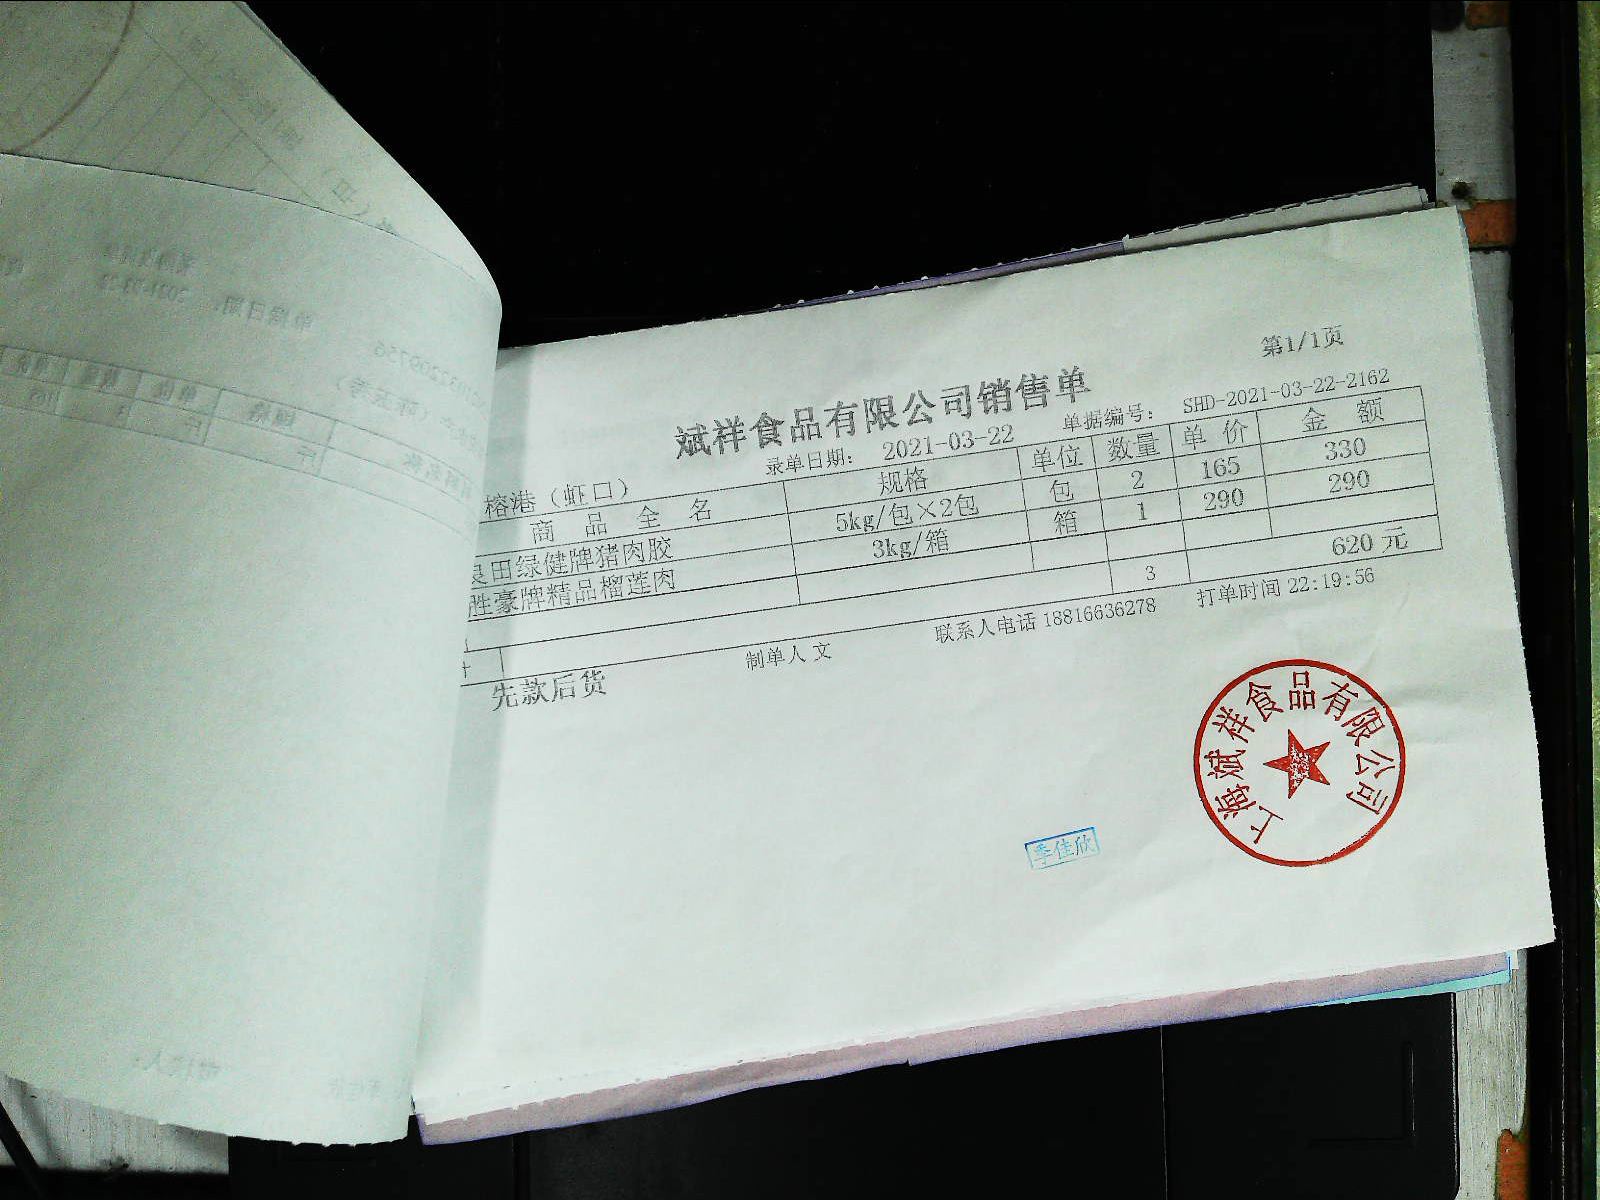 第1/1页
斌祥食品有限公司销售单
录单日期： 2021-03-22 单据编号： SHD-2021-03-22-2162
榕港（虾口）
商品全名 规格 单位 数量 单价 金额
良田绿健牌猪肉胶 5kg/包×2包 包 2 165 330
胜豪牌精品榴莲肉 3kg/箱 箱 1 290 290
3 620 元
先款后货 制单人 文 联系人电话 18816636278 打单时间 22:19:56
上海斌祥食品有限公司
季佳欣